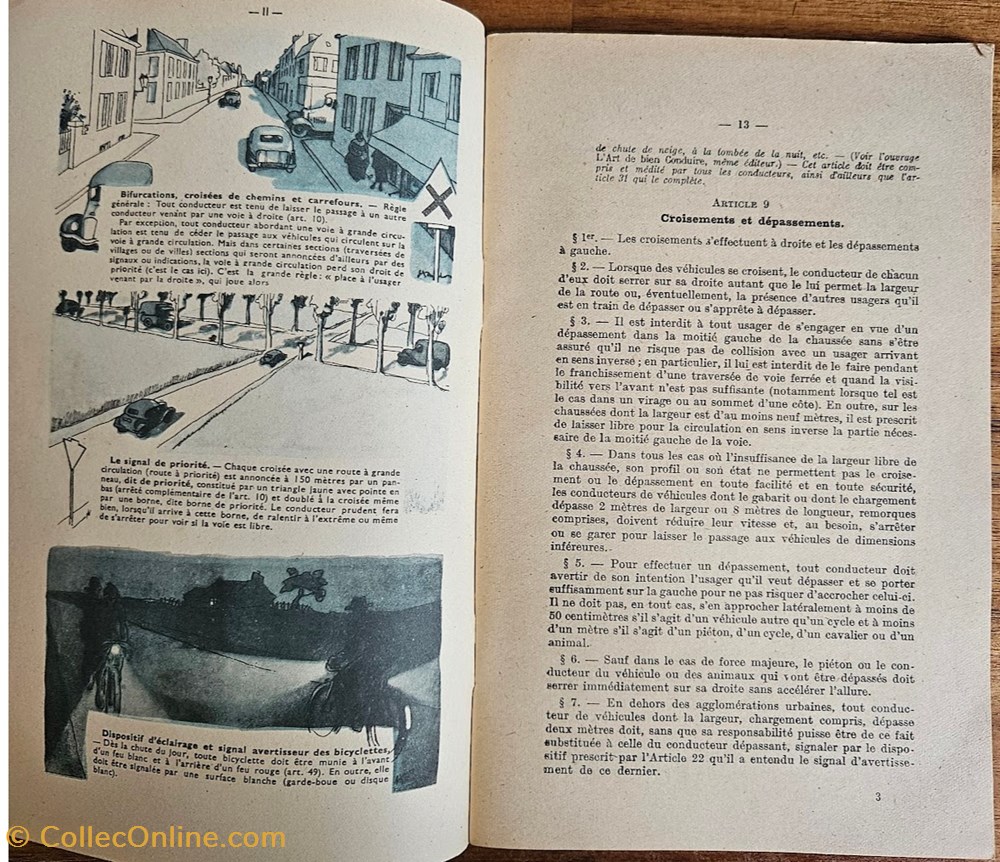 — 11 —
Bifurcations, croisées de chemins et carrefours. — Règle
générale : Tout conducteur est tenu de laisser le passage à un autre
conducteur venant par une voie à droite (art. 10).
Par exception, tout conducteur abordant une voie à grande circu-
lation est tenu de céder le passage aux véhicules qui circulent sur la
voie à grande circulation. Mais dans certaines sections (traversées de
villages ou de villes) sections qui seront annoncées d'ailleurs par des
signaux ou indications, la voie à grande circulation perd son droit de
priorité (c'est le cas ici). C'est la grande règle : « place à l'usager
venant par la droite », qui joue alors
Le signal de priorité. — Chaque croisée avec une route à grande
circulation (route à priorité) est annoncée à 150 mètres par un pan-
neau, dit de priorité, constitué par un triangle jaune avec pointe en
bas (arrêté complémentaire de l'art. 10) et doublé à la croisée même
par une borne, dite borne de priorité. Le conducteur prudent fera
bien, lorsqu'il arrive à cette borne, de ralentir à l'extrême ou même
de s'arrêter pour voir si la voie est libre.
Dispositif d'éclairage et signal avertisseur des bicyclettes.
— Dès la chute du jour, toute bicyclette doit être munie à l'avant
d'un feu blanc et à l'arrière d'un feu rouge (art. 49). En outre, elle
doit être signalée par une surface blanche (garde-boue ou disque
blanc).
— 13 —
de chute de neige, à la tombée de la nuit, etc. — (Voir l'ouvrage
L'Art de bien Conduire, même éditeur.) — Cet article doit être com-
pris et médité par tous les conducteurs, ainsi d'ailleurs que l'ar-
ticle 31 qui le complète.
ARTICLE 9
Croisements et dépassements.
§ 1er. — Les croisements s'effectuent à droite et les dépassements
à gauche.
§ 2. — Lorsque des véhicules se croisent, le conducteur de chacun
d'eux doit serrer sur sa droite autant que le lui permet la largeur
de la route ou, éventuellement, la présence d'autres usagers qu'il
est en train de dépasser ou s'apprête à dépasser.
§ 3. — Il est interdit à tout usager de s'engager en vue d'un
dépassement dans la moitié gauche de la chaussée sans s'être
assuré qu'il ne risque pas de collision avec un usager arrivant
en sens inverse ; en particulier, il lui est interdit de le faire pendant
le franchissement d'une traversée de voie ferrée et quand la visi-
bilité vers l'avant n'est pas suffisante (notamment lorsque tel est
le cas dans un virage ou au sommet d'une côte). En outre, sur les
chaussées dont la largeur est d'au moins neuf mètres, il est prescrit
de laisser libre pour la circulation en sens inverse la partie néces-
saire de la moitié gauche de la voie.
§ 4. — Dans tous les cas où l'insuffisance de la largeur libre de
la chaussée, son profil ou son état ne permettent pas le croise-
ment ou le dépassement en toute facilité et en toute sécurité,
les conducteurs de véhicules dont le gabarit ou dont le chargement
dépasse 2 mètres de largeur ou 8 mètres de longueur, remorques
comprises, doivent réduire leur vitesse et, au besoin, s'arrêter
ou se garer pour laisser le passage aux véhicules de dimensions
inféreures.
§ 5. — Pour effectuer un dépassement, tout conducteur doit
avertir de son intention l'usager qu'il veut dépasser et se porter
suffisamment sur la gauche pour ne pas risquer d'accrocher celui-ci.
Il ne doit pas, en tout cas, s'en approcher latéralement à moins de
50 centimètres s'il s'agit d'un véhicule autre qu'un cycle et à moins
d'un mètre s'il s'agit d'un piéton, d'un cycle, d'un cavalier ou d'un
animal.
§ 6. — Sauf dans le cas de force majeure, le piéton ou le con-
ducteur du véhicule ou des animaux qui vont être dépassés doit
serrer immédiatement sur sa droite sans accélérer l'allure.
§ 7. — En dehors des agglomérations urbaines, tout conduc-
teur de véhicules dont la largeur, chargement compris, dépasse
deux mètres doit, sans que sa responsabilité puisse être de ce fait
substituée à celle du conducteur dépassant, signaler par le dispo-
sitif prescrit par l'Article 22 qu'il a entendu le signal d'avertisse-
ment de ce dernier.
3
© CollecOnline.com